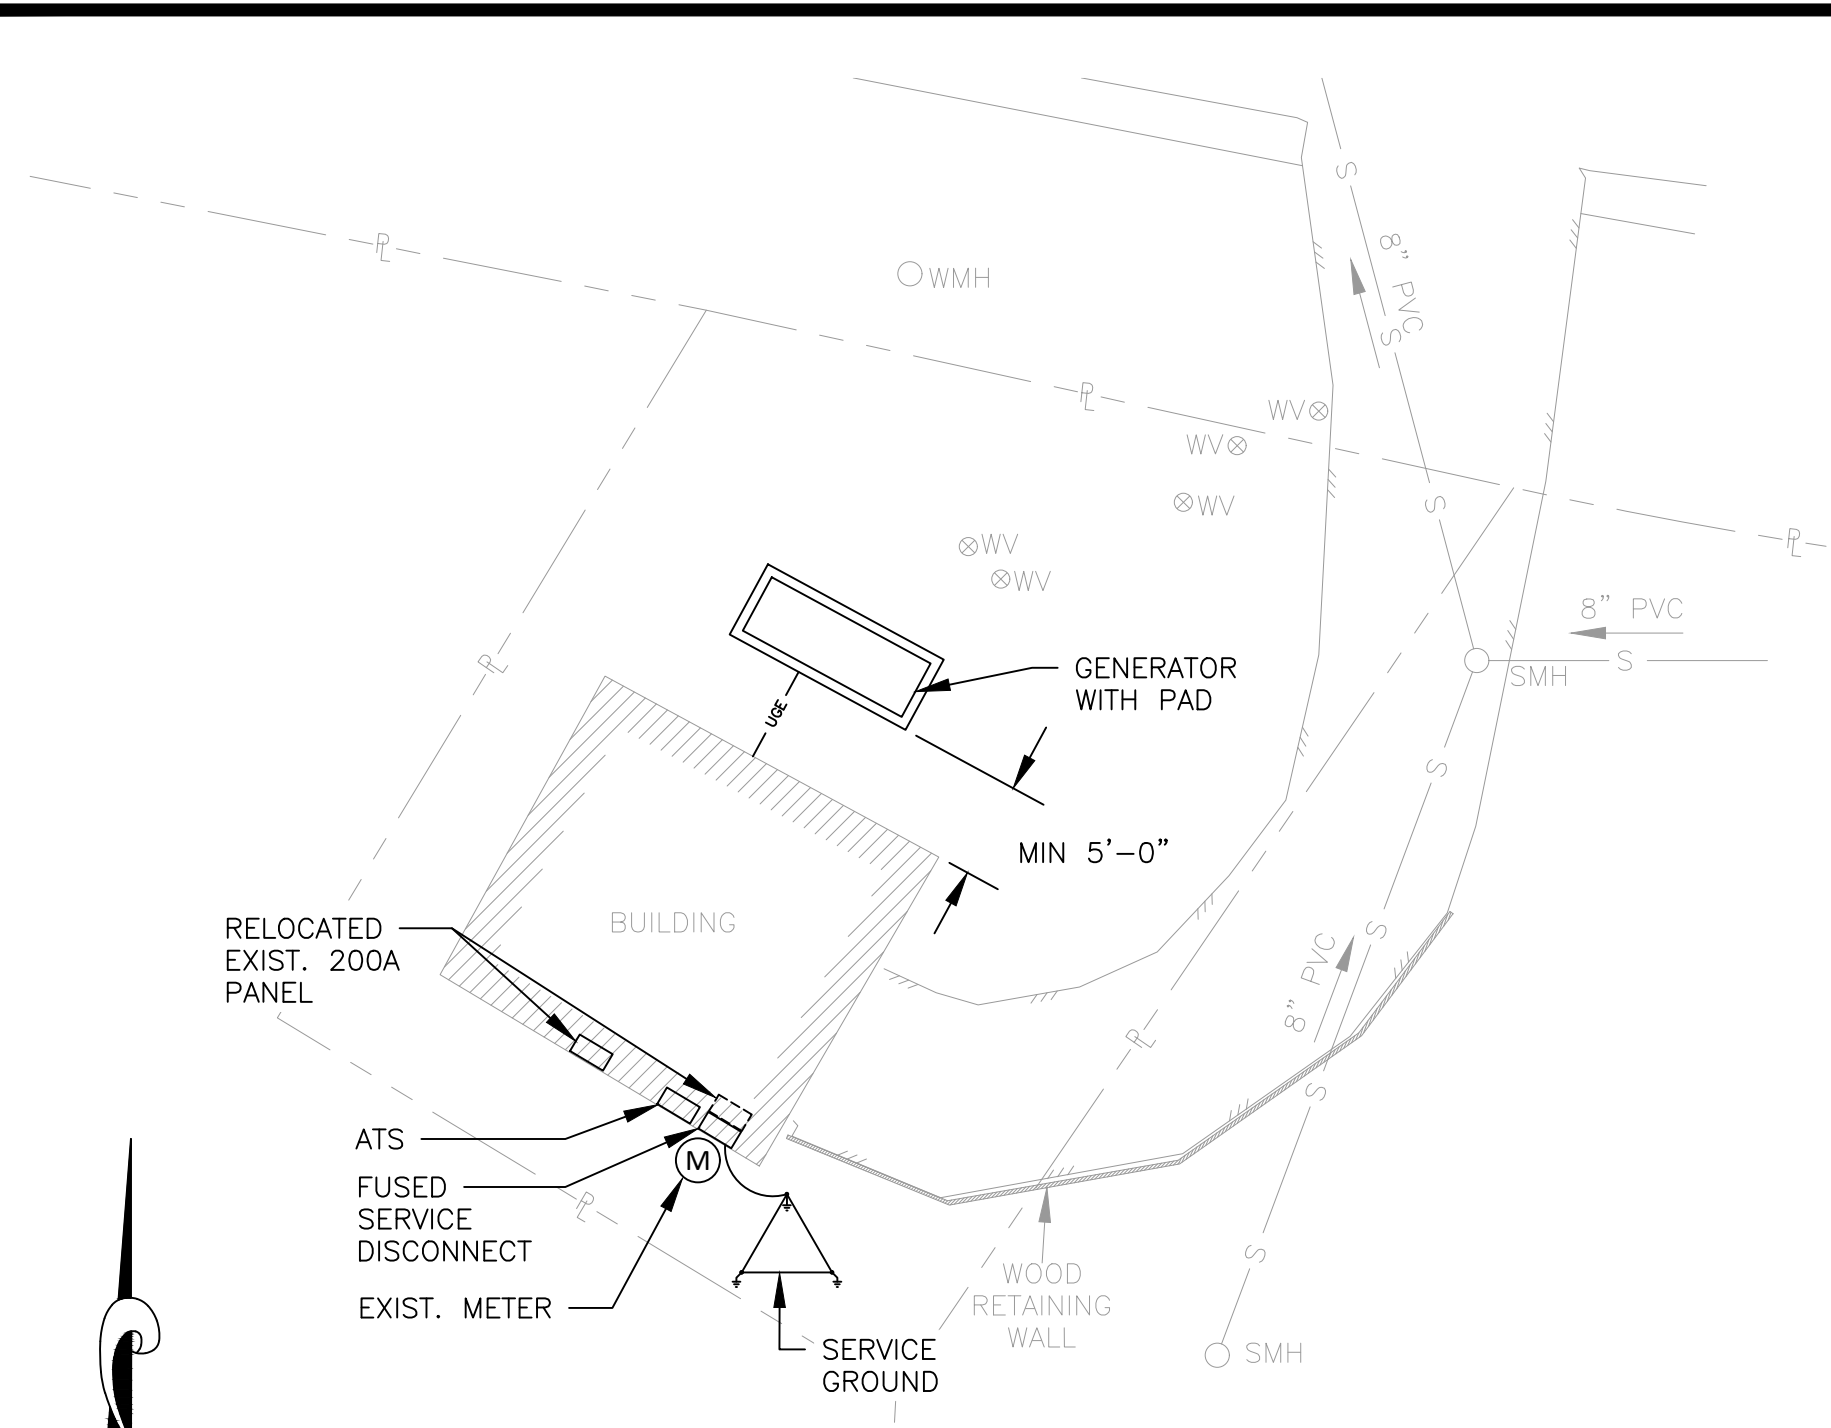 S
8" PVC
PL
WMH
S
PL
WV
WV
S
WV
PL
WV
WV
8" PVC
S
SMH
PL
GENERATOR
WITH PAD
UGE
S
MIN 5'-0"
BUILDING
RELOCATED
EXIST. 200A
PANEL
S
8" PVC
PL
S
ATS
M
FUSED
SERVICE
DISCONNECT
PL
S
WOOD
RETAINING
WALL
EXIST. METER
SERVICE
GROUND
SMH